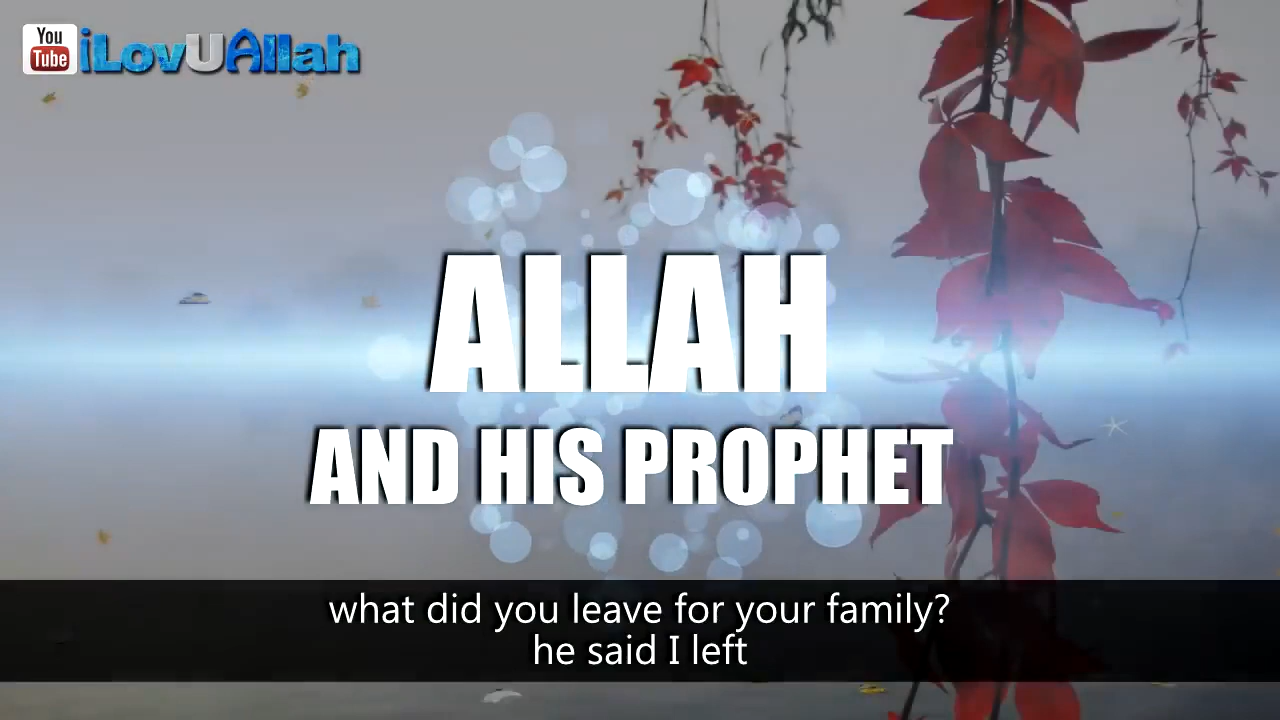 You
Tube
iLovUAllah
ALLAH
AND HIS PROPHET
what did you leave for your family?
he said I left